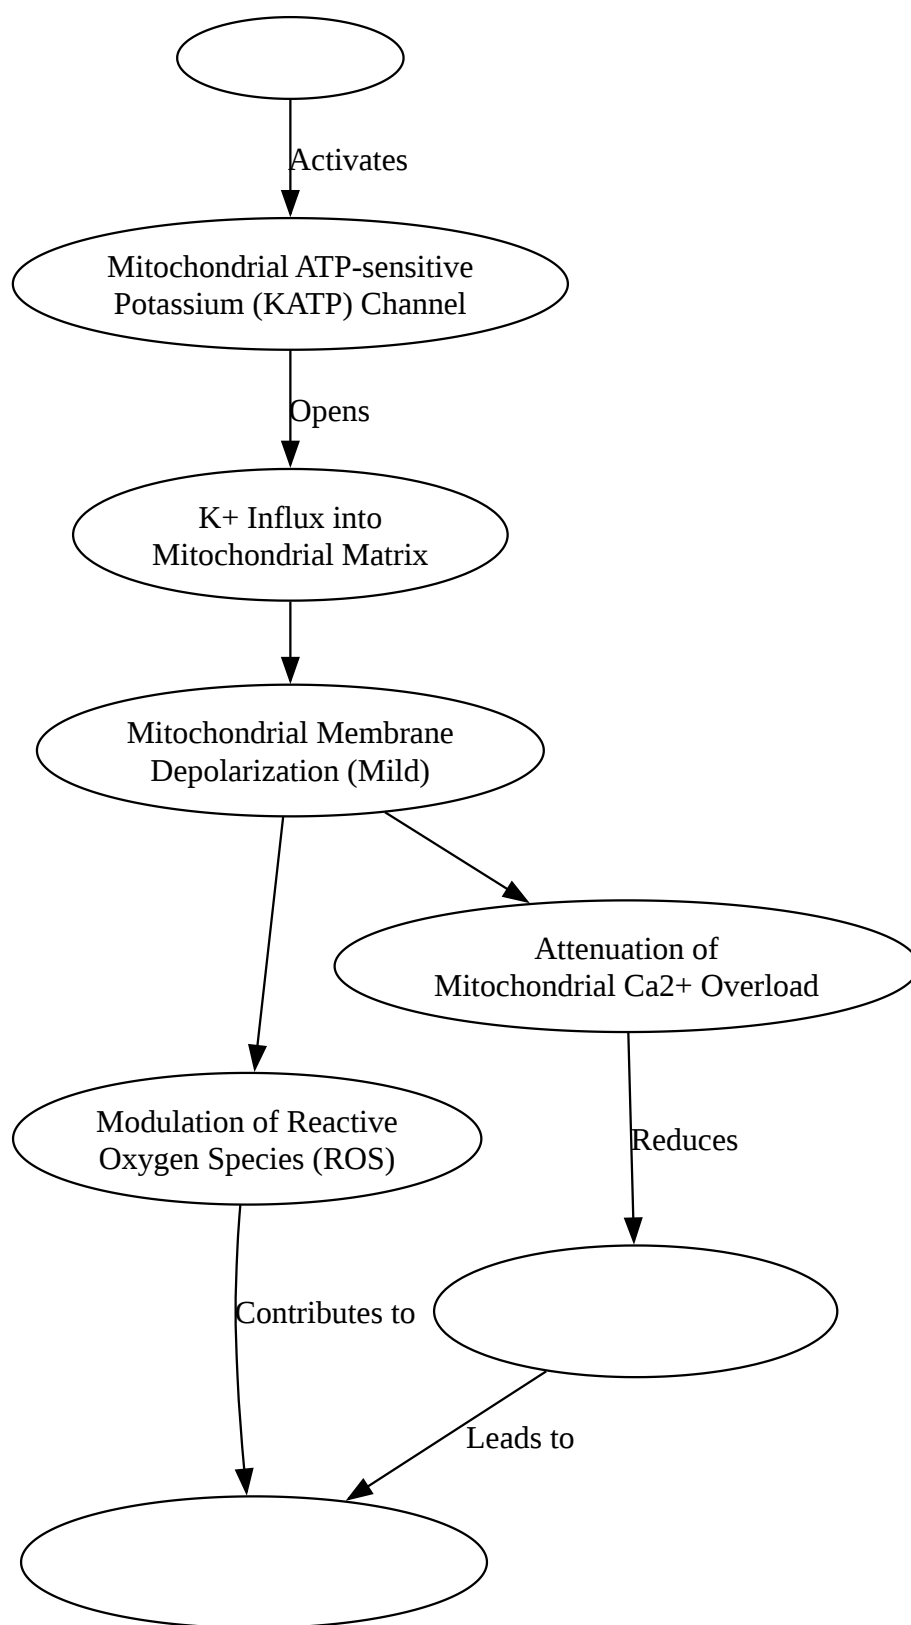 Activates
Mitochondrial ATP-sensitive
Potassium (KATP) Channel
Opens
K+ Influx into
Mitochondrial Matrix
Mitochondrial Membrane
Depolarization (Mild)
Attenuation of
Mitochondrial Ca2+ Overload
Modulation of Reactive
Oxygen Species (ROS)
Reduces
Contributes to
Leads to